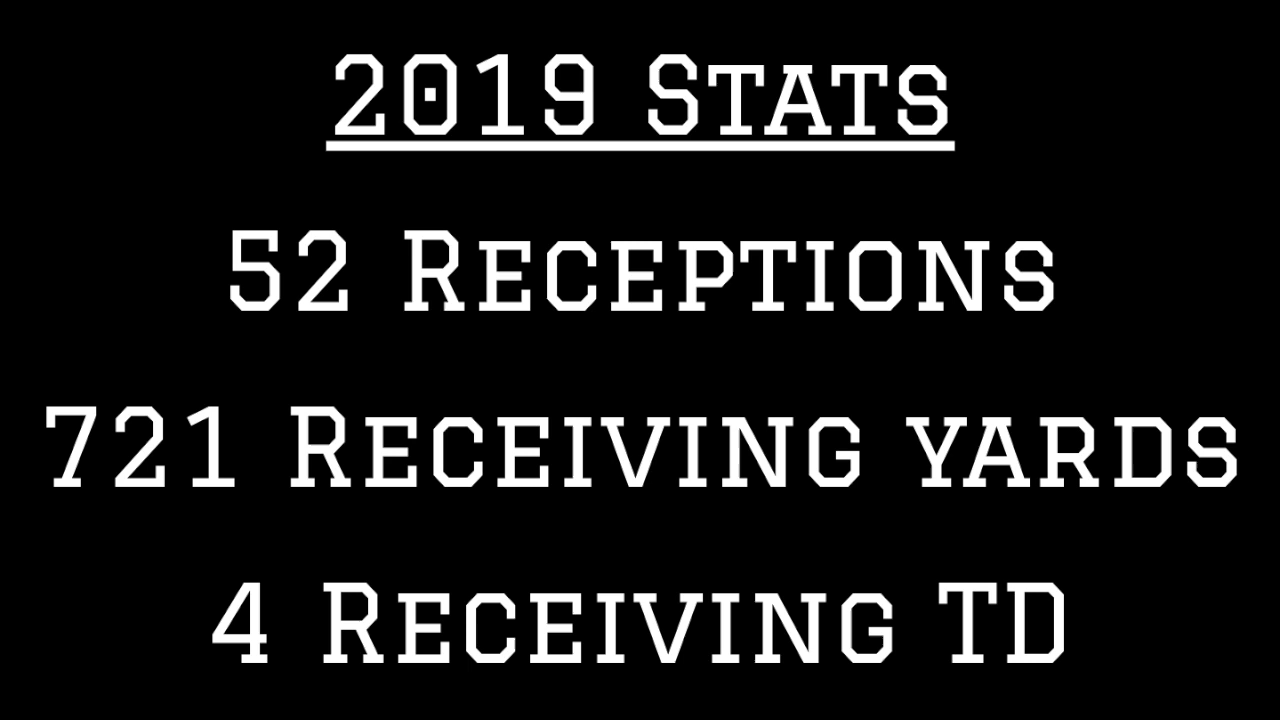 2019 Stats
52 Receptions
721 Receiving yards
4 Receiving TD